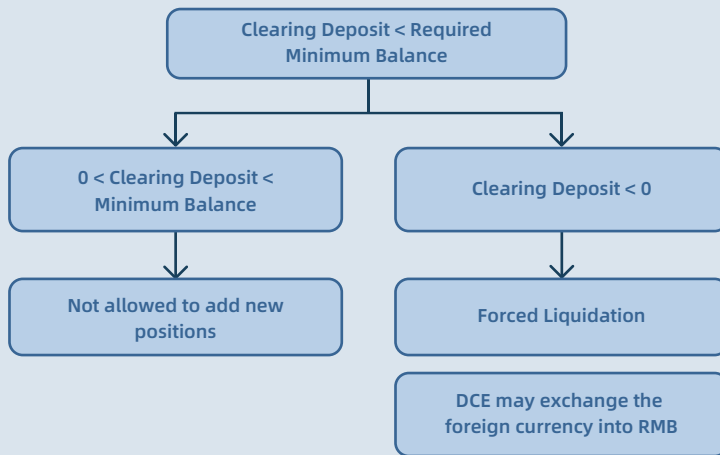 Clearing Deposit < Required
Minimum Balance
0 < Clearing Deposit <
Minimum Balance
Clearing Deposit < 0
Not allowed to add new
positions
Forced Liquidation
DCE may exchange the
foreign currency into RMB